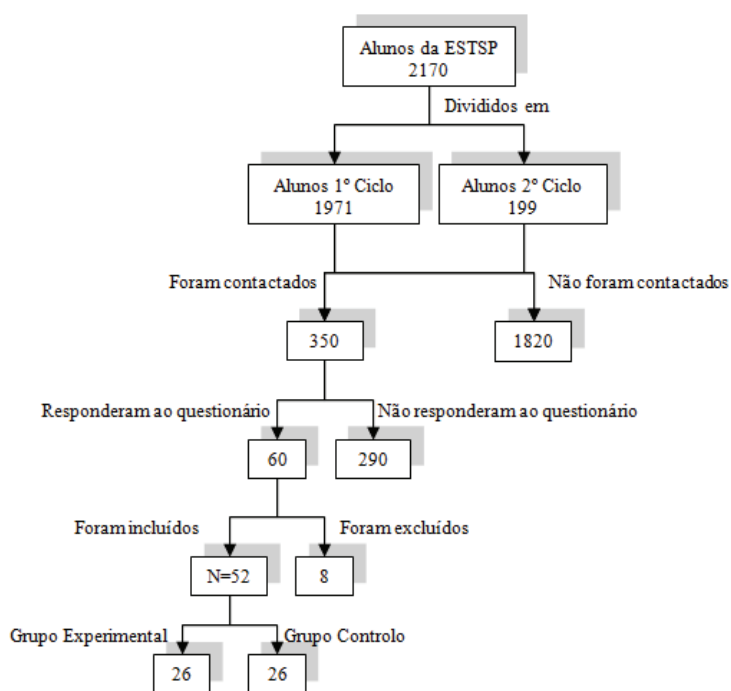 Alunos da ESTSP
2170
Divididos em
Alunos 1º Ciclo
1971
Alunos 2º Ciclo
199
Foram contactados
Não foram contactados
350
1820
Responderam ao questionário
Não responderam ao questionário
60
290
Foram incluídos
Foram excluídos
N=52
8
Grupo Experimental
Grupo Controlo
26
26